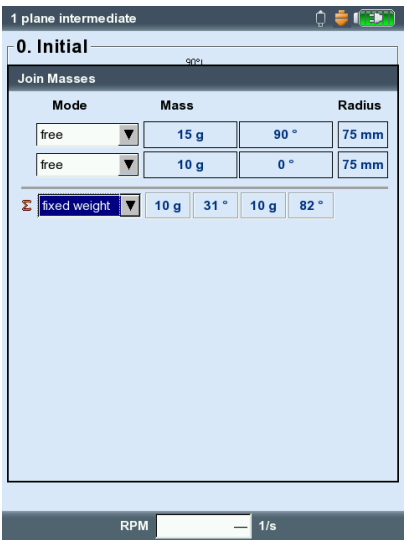 1 plane intermediate
0. Initial
90°
Join Masses
Mode Mass Radius
free 15 g 90 ° 75 mm
free 10 g 0 ° 75 mm
Σ fixed weight 10 g 31 ° 10 g 82 °
RPM — 1/s